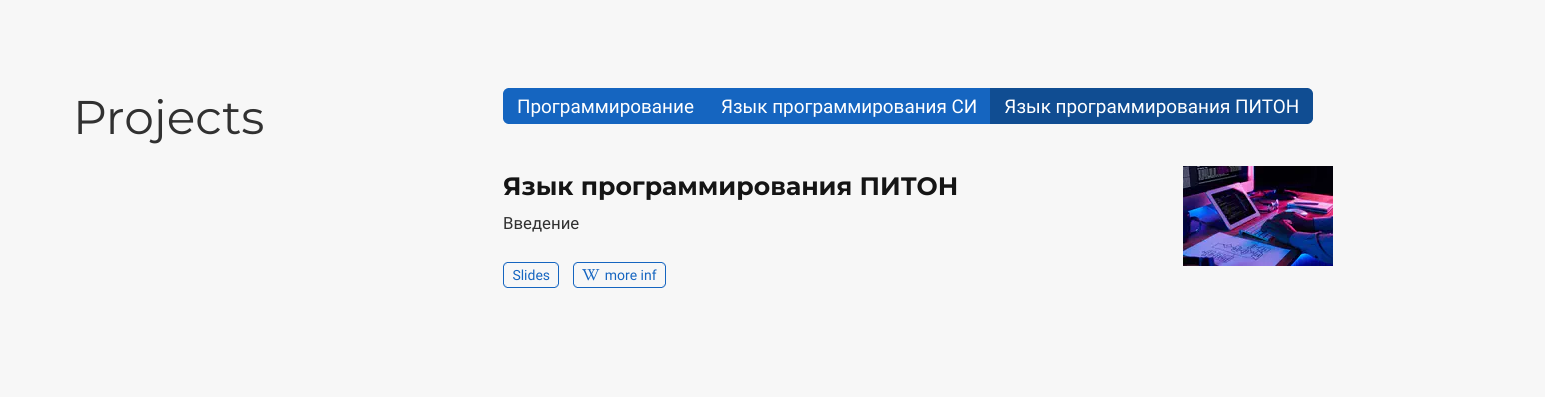 Projects
Программирование Язык программирования СИ Язык программирования ПИТОН
Язык программирования ПИТОН
Введение
Slides W more inf